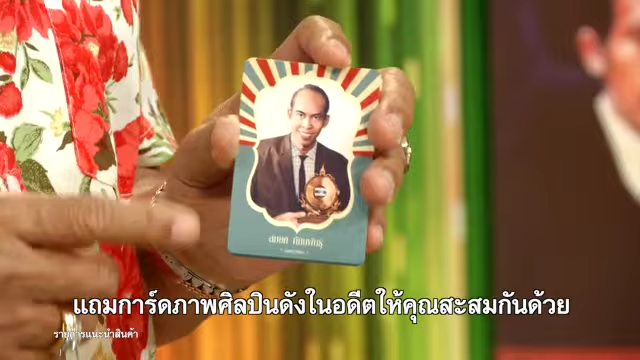 แถมการ์ดภาพศิลปินดังในอดีตให้คุณสะสมกันด้วย
รายการแนะนำสินค้า